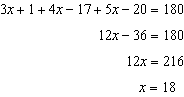 3x + 1 + 4x − 17 + 5x − 20 = 180
12x − 36 = 180
12x = 216
x = 18